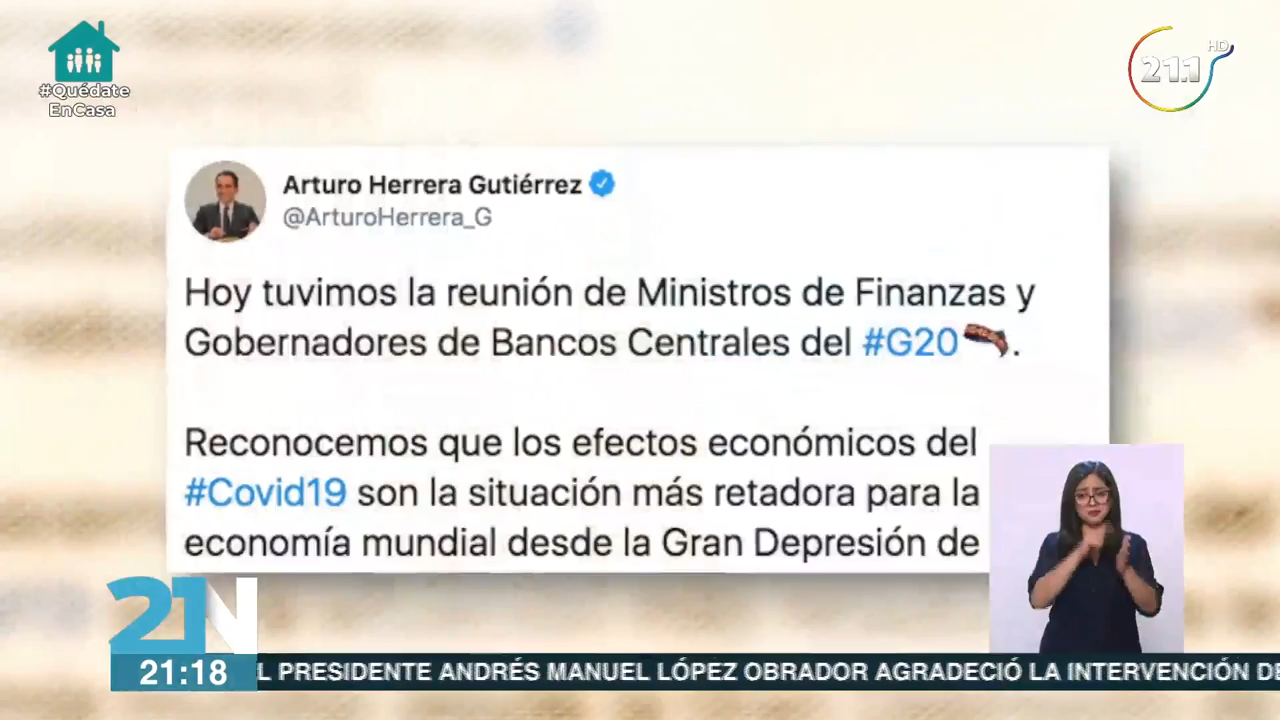 #Quédate
EnCasa
21.1
HD
Arturo Herrera Gutiérrez
@ArturoHerrera_G
Hoy tuvimos la reunión de Ministros de Finanzas y
Gobernadores de Bancos Centrales del #G20.
Reconocemos que los efectos económicos del
#Covid19 son la situación más retadora para la
economía mundial desde la Gran Depresión de
21N
21:18
L PRESIDENTE ANDRÉS MANUEL LÓPEZ OBRADOR AGRADECIÓ LA INTERVENCIÓN DE